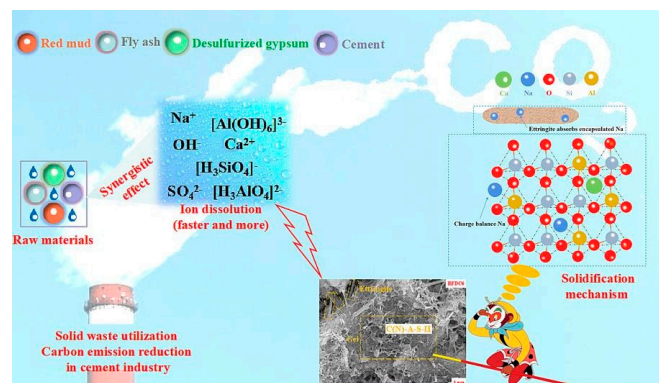 Red mud
Fly ash
Desulfurized gypsum
Cement
CO
Ca
Na
O
Si
Al
Ettringite absorbs encapsulated Na
Na⁺
[Al(OH)₆]³⁻
OH⁻
Ca²⁺
[H₃SiO₄]⁻
SO₄²⁻
[H₃AlO₄]²⁻
Synergistic
effect
Ion dissolution
(faster and more)
Raw materials
Charge balance Na
Solidification
mechanism
Solid waste utilization
Carbon emission reduction
in cement industry
Ettringite
C(N)-A-S-H